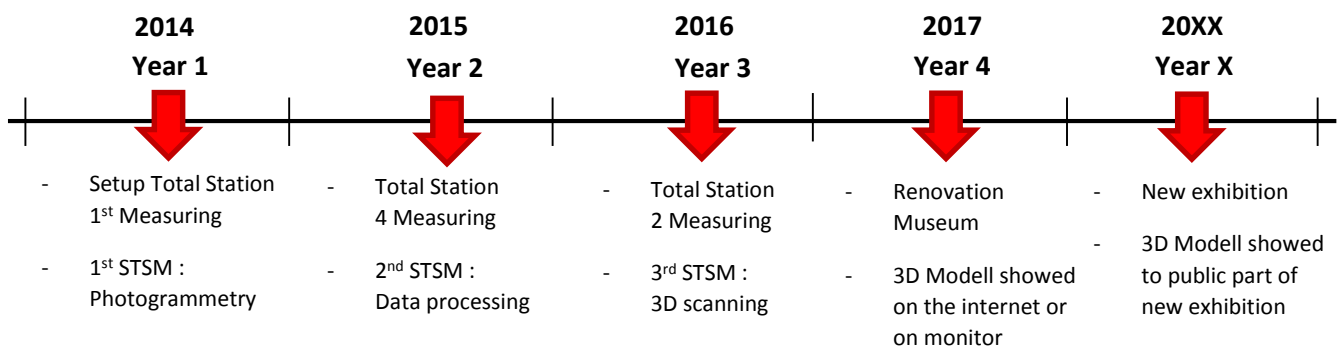 2014
Year 1
2015
Year 2
2016
Year 3
2017
Year 4
20XX
Year X
- Setup Total Station
1st Measuring
- 1st STSM :
Photogrammetry
- Total Station
4 Measuring
- 2nd STSM :
Data processing
- Total Station
2 Measuring
- 3rd STSM :
3D scanning
- Renovation
Museum
- 3D Modell showed
on the internet or
on monitor
- New exhibition
- 3D Modell showed
to public part of
new exhibition